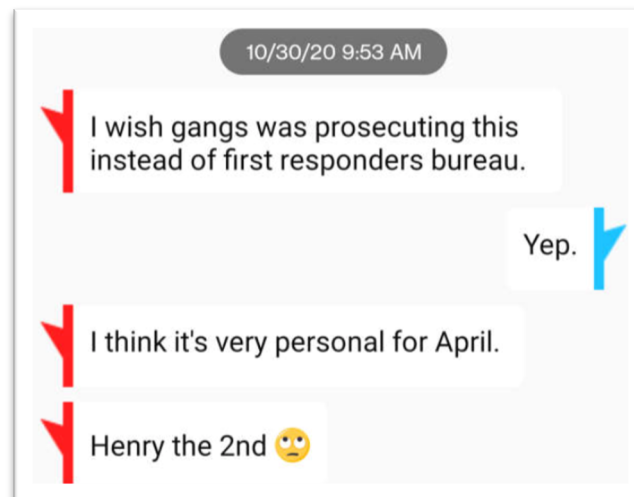 10/30/20 9:53 AM
I wish gangs was prosecuting this
instead of first responders bureau.
Yep.
I think it's very personal for April.
Henry the 2nd 🙄